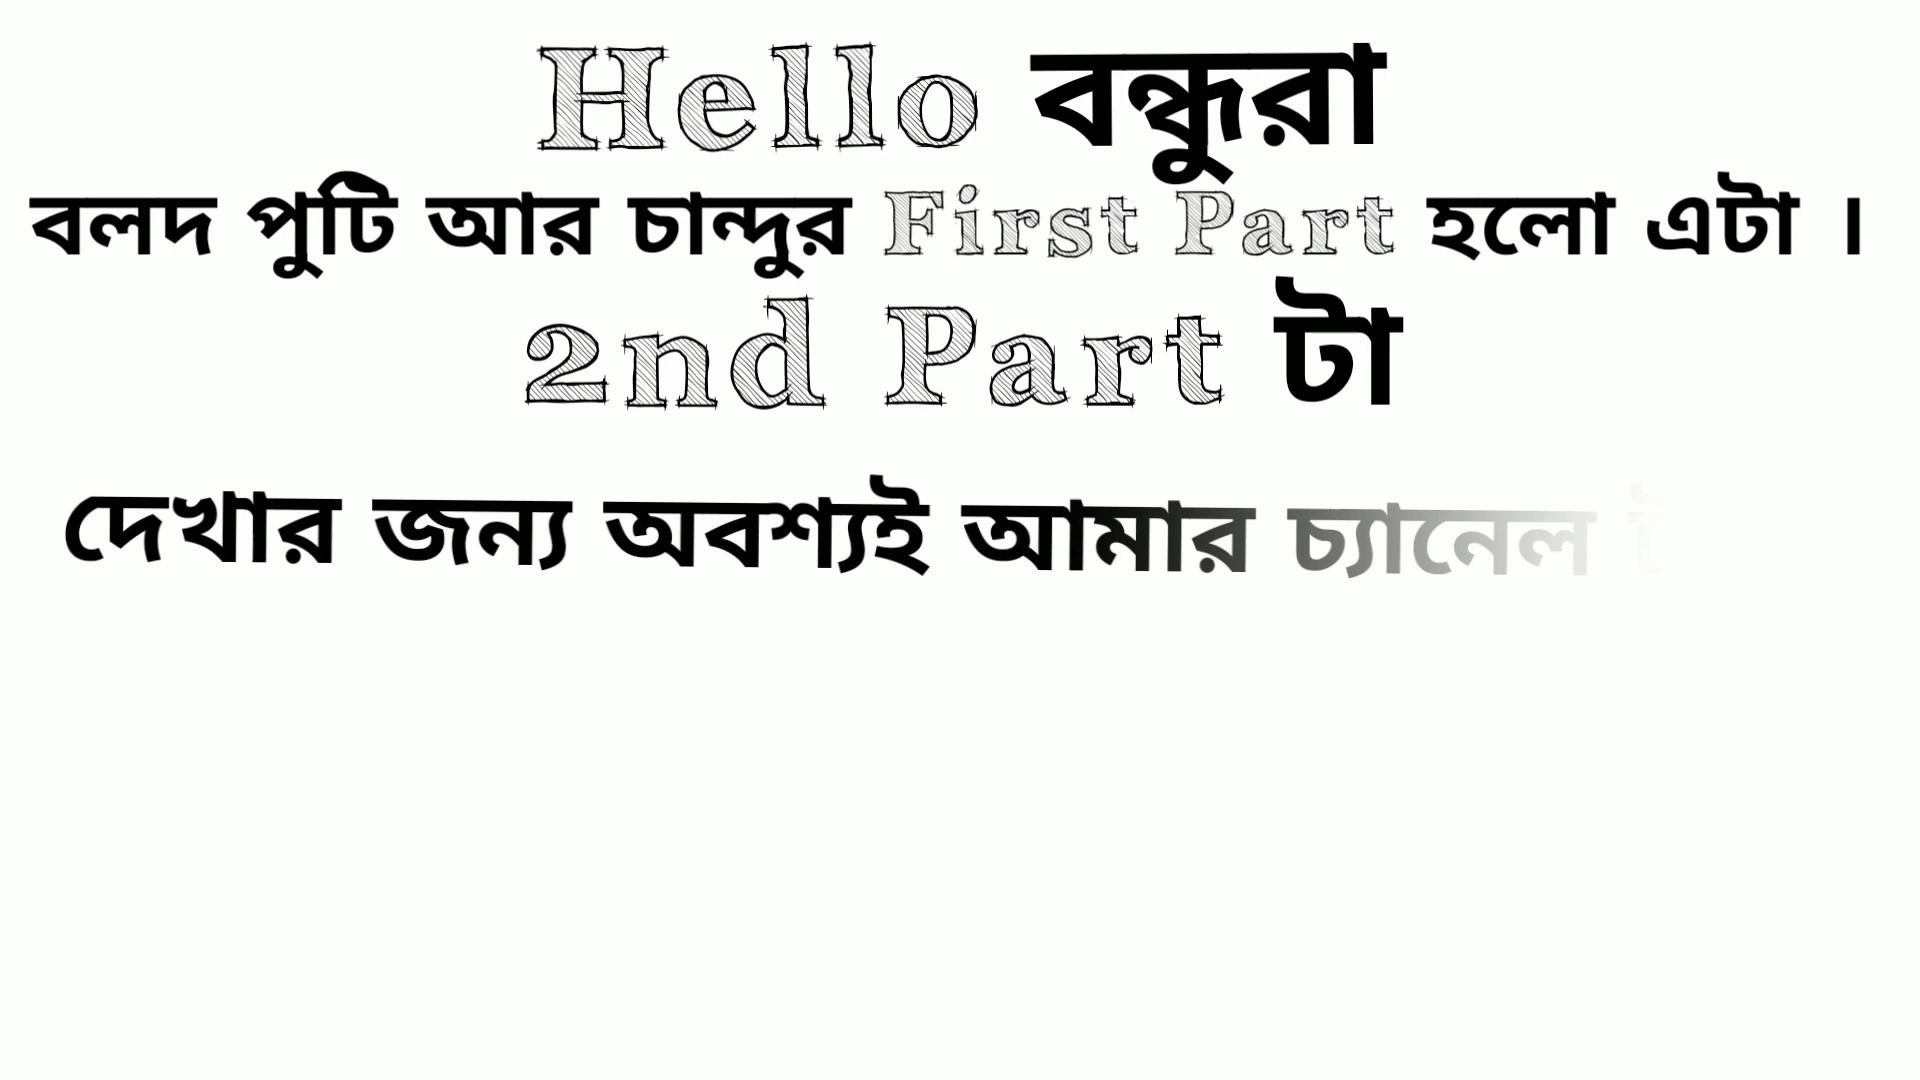 Hello বন্ধুরা
বলদ পুটি আর চান্দুর First Part হলো এটা ।
2nd Part টা
দেখার জন্য অবশ্যই আমার চ্যানেল